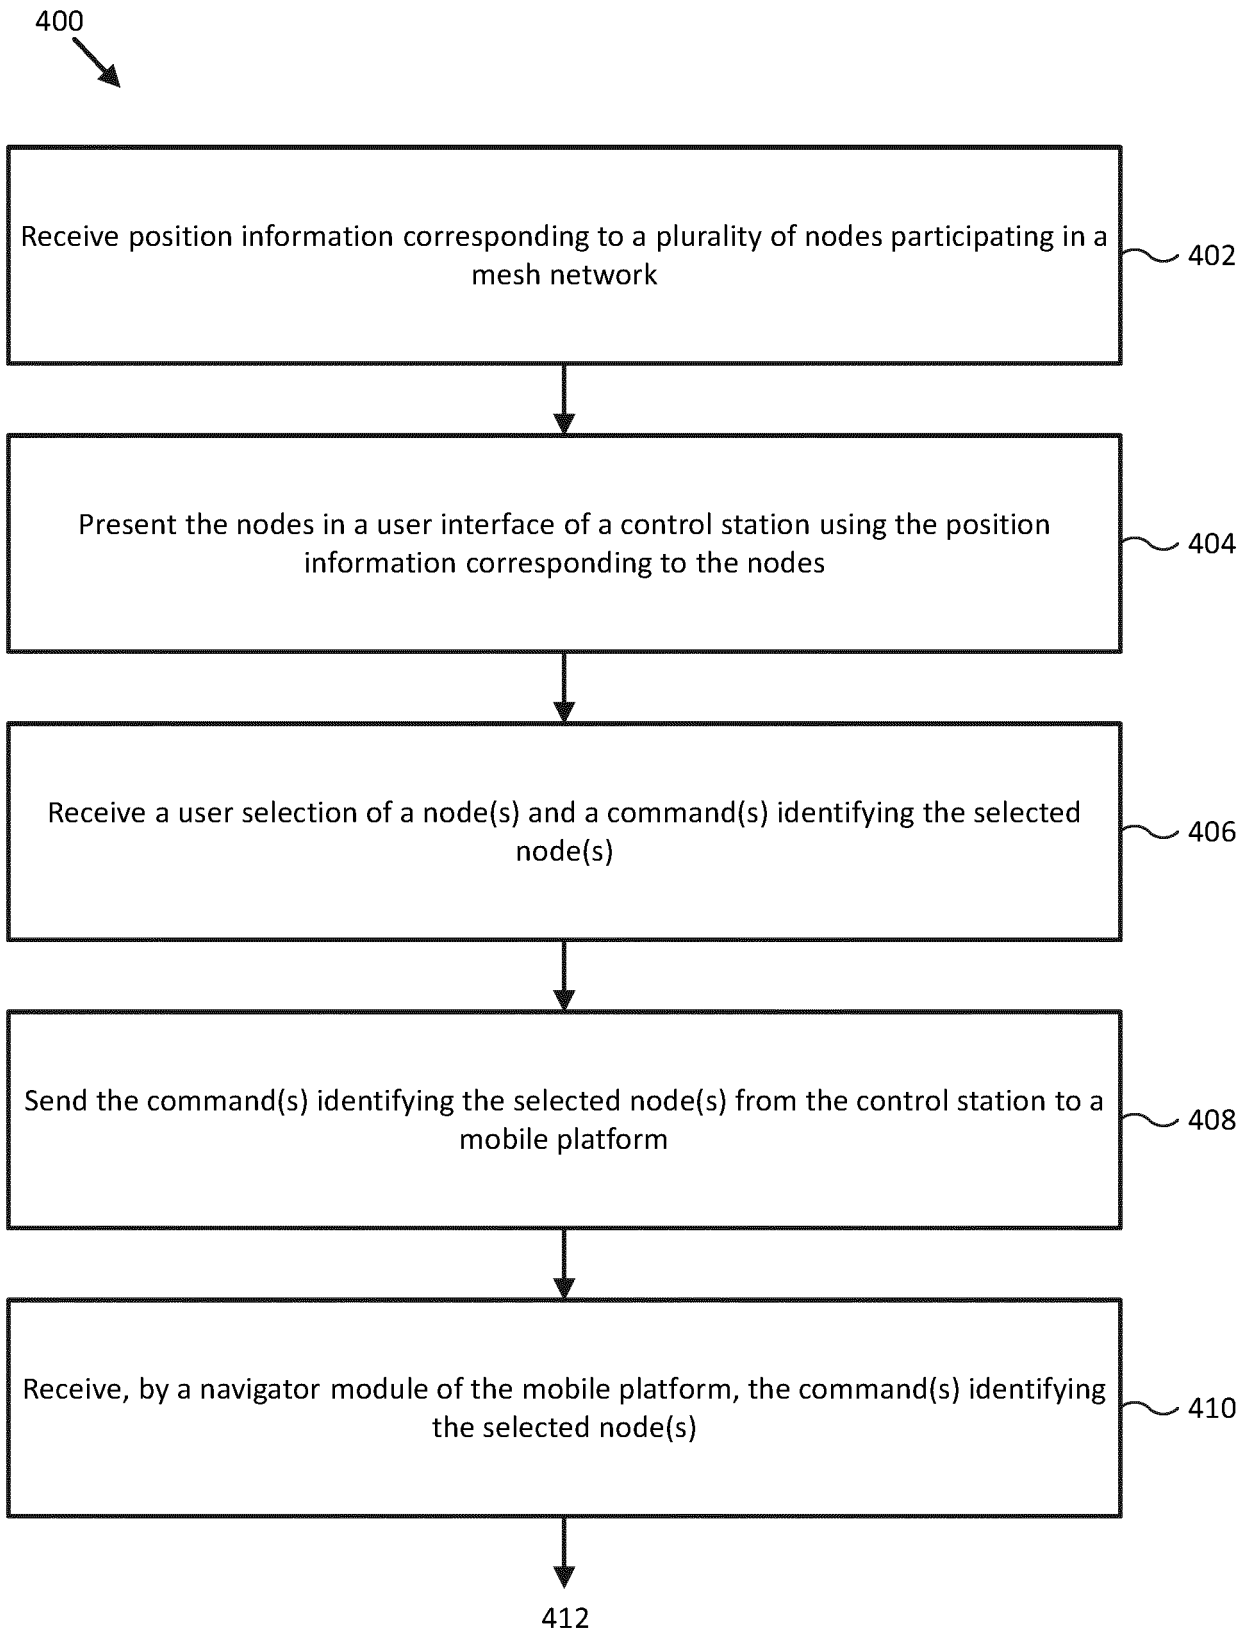 400
Receive position information corresponding to a plurality of nodes participating in a
mesh network
402
Present the nodes in a user interface of a control station using the position
information corresponding to the nodes
404
Receive a user selection of a node(s) and a command(s) identifying the selected
node(s)
406
Send the command(s) identifying the selected node(s) from the control station to a
mobile platform
408
Receive, by a navigator module of the mobile platform, the command(s) identifying
the selected node(s)
410
412